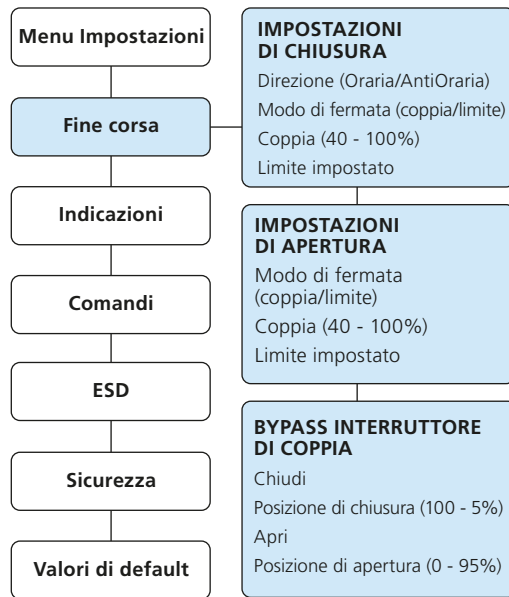 Menu Impostazioni
Fine corsa
Indicazioni
Comandi
ESD
Sicurezza
Valori di default
IMPOSTAZIONI
DI CHIUSURA
Direzione (Oraria/AntiOraria)
Modo di fermata (coppia/limite)
Coppia (40 - 100%)
Limite impostato
IMPOSTAZIONI
DI APERTURA
Modo di fermata
(coppia/limite)
Coppia (40 - 100%)
Limite impostato
BYPASS INTERRUTTORE
DI COPPIA
Chiudi
Posizione di chiusura (100 - 5%)
Apri
Posizione di apertura (0 - 95%)